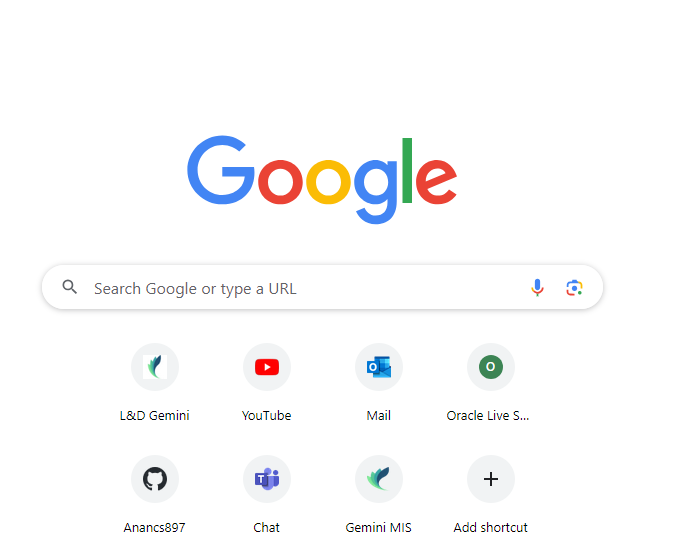 Google
Search Google or type a URL
L&D Gemini
YouTube
Mail
Oracle Live S...
Anancs897
Chat
Gemini MIS
Add shortcut